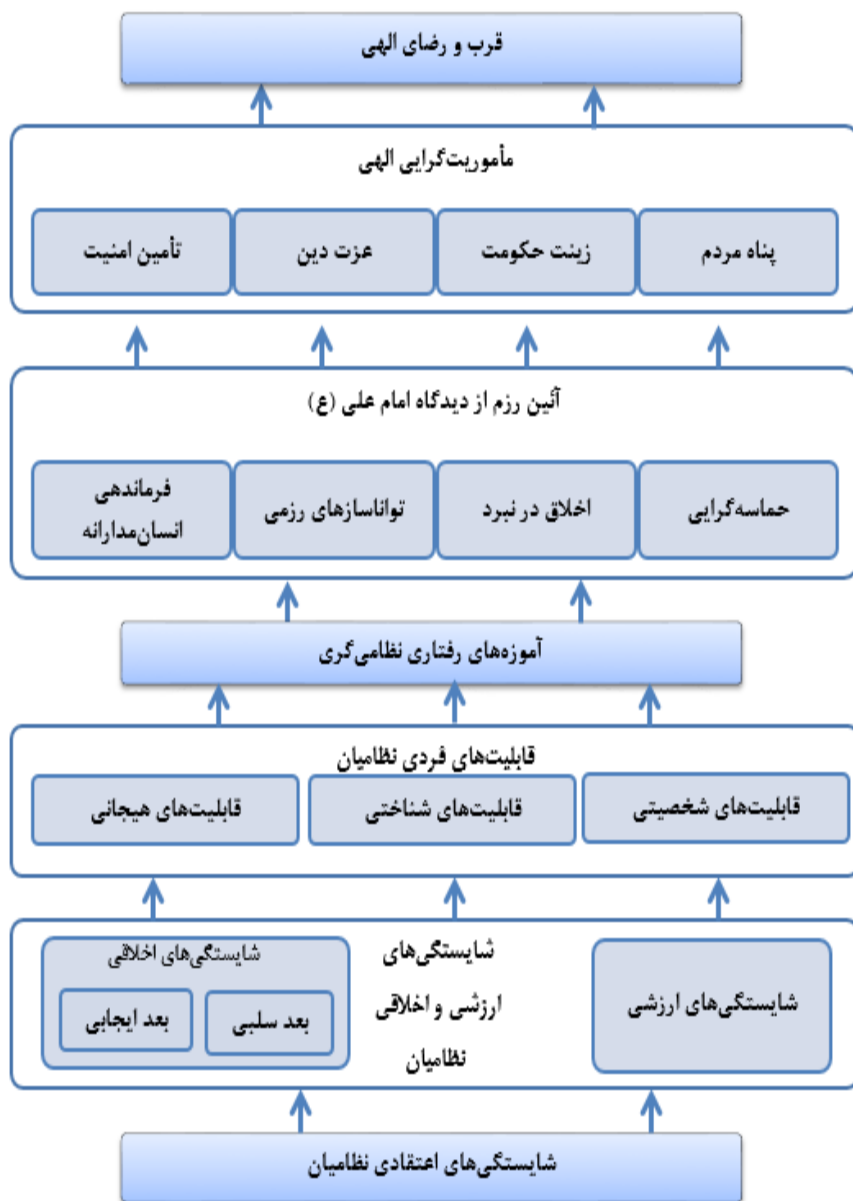 قرب و رضای الهی
مأموریت‌گرایی الهی
پناه مردم
زینت حکومت
عزت دین
تأمین امنیت
آئین رزم از دیدگاه امام علی (ع)
حماسه‌گرایی
اخلاق در نبرد
تواناسازهای رزمی
فرماندهی
انسان‌مدارانه
آموزه‌های رفتاری نظامی‌گری
قابلیت‌های فردی نظامیان
قابلیت‌های شخصیتی
قابلیت‌های شناختی
قابلیت‌های هیجانی
شایستگی‌های ارزشی
شایستگی‌های
ارزشی و اخلاقی
نظامیان
شایستگی‌های اخلاقی
بعد سلبی
بعد ایجابی
شایستگی‌های اعتقادی نظامیان